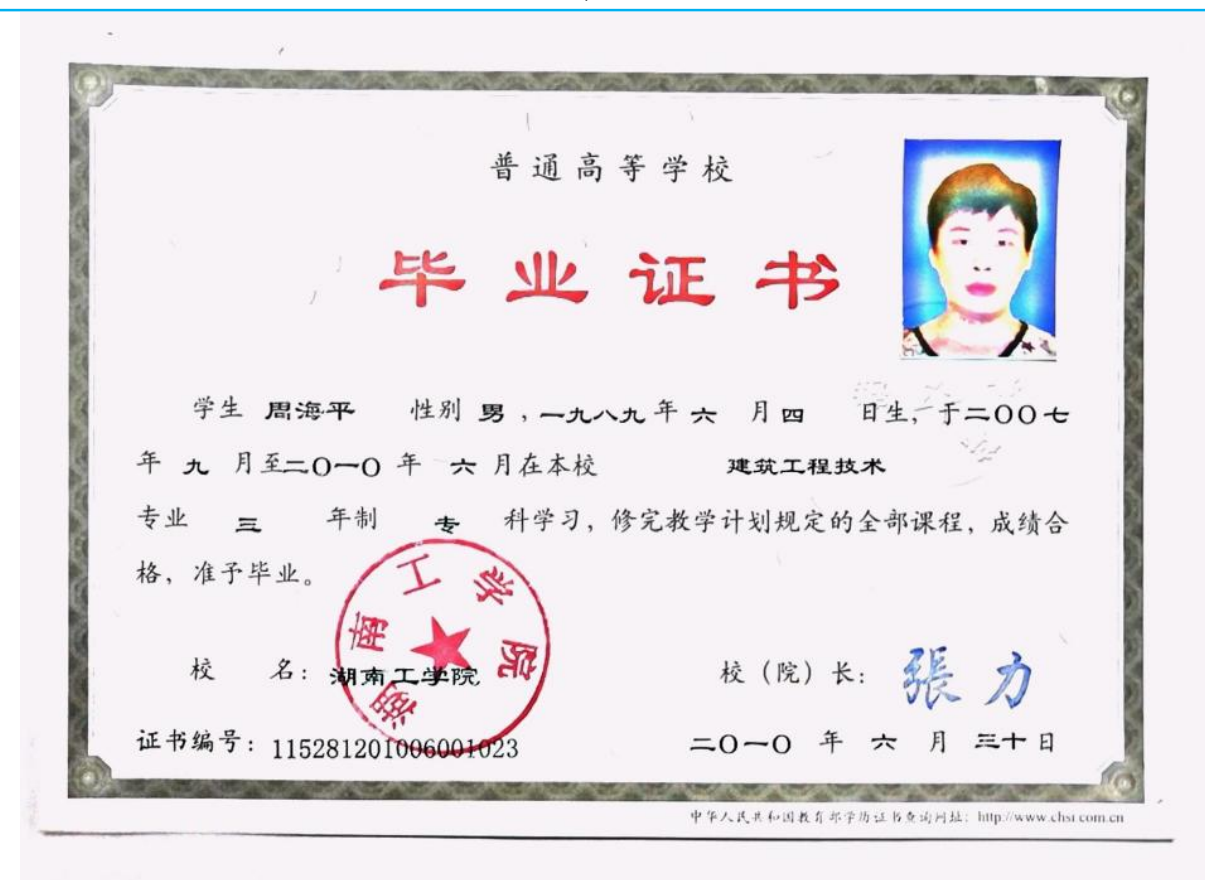 普通高等学校
毕业证书
学生 周海平 性别 男 ,一九八九年 六 月 四 日生,于二〇〇七
年 九 月至二〇一〇 年 六 月在本校 建筑工程技术
专业 三 年制 专 科学习,修完教学计划规定的全部课程,成绩合
格,准予毕业。
湖南工学院
校 名:湖南工学院 校(院)长:張力
证书编号:115281201006001023 二〇一〇 年 六 月 三十日
中华人民共和国教育部学历证书查询网址:http://www.chsi.com.cn